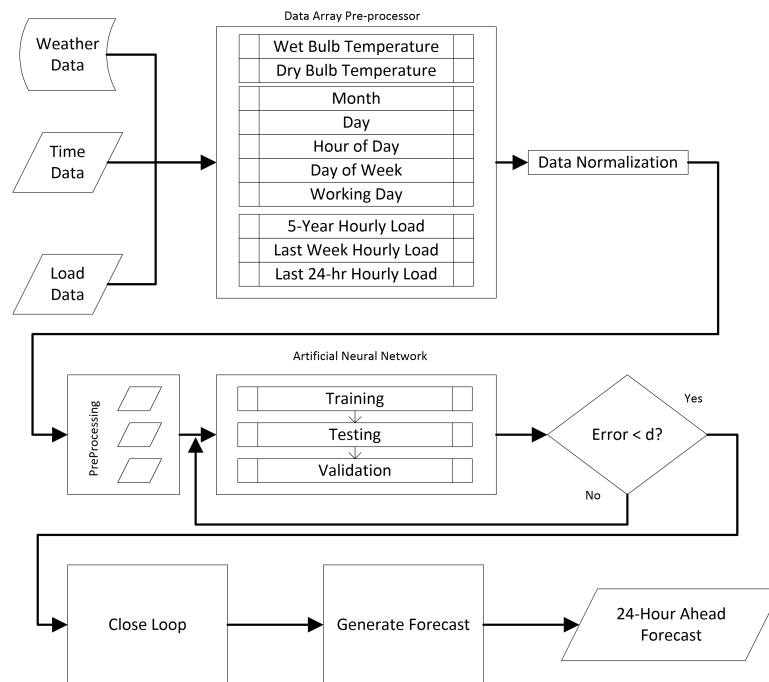 Data Array Pre-processor
Weather
Data
Time
Data
Load
Data
Wet Bulb Temperature
Dry Bulb Temperature
Month
Day
Hour of Day
Day of Week
Working Day
5-Year Hourly Load
Last Week Hourly Load
Last 24-hr Hourly Load
Data Normalization
Artificial Neural Network
PreProcessing
Training
Testing
Validation
Error < d?
Yes
No
Close Loop
Generate Forecast
24-Hour Ahead
Forecast